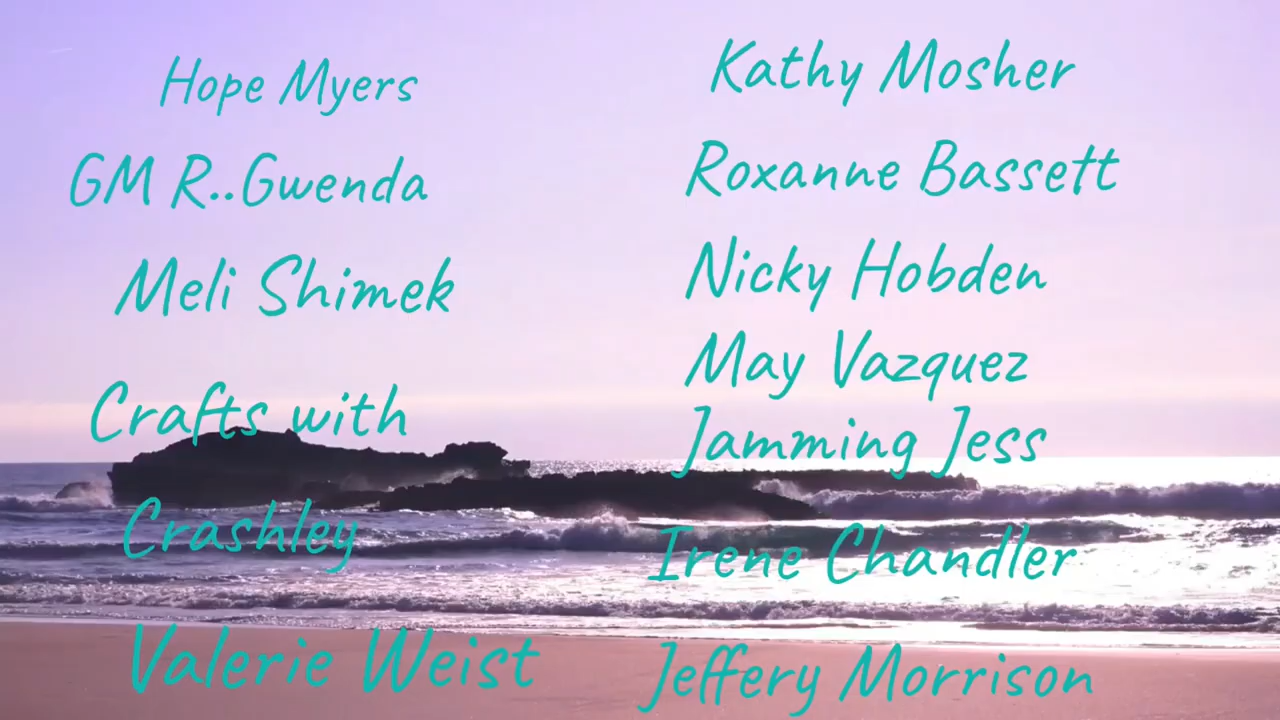 Hope Myers
GM R..Gwenda
Meli Shimek
Crafts with
Crashley
Valerie Weist
Kathy Mosher
Roxanne Bassett
Nicky Hobden
May Vazquez
Jamming Jess
Irene Chandler
Jeffery Morrison